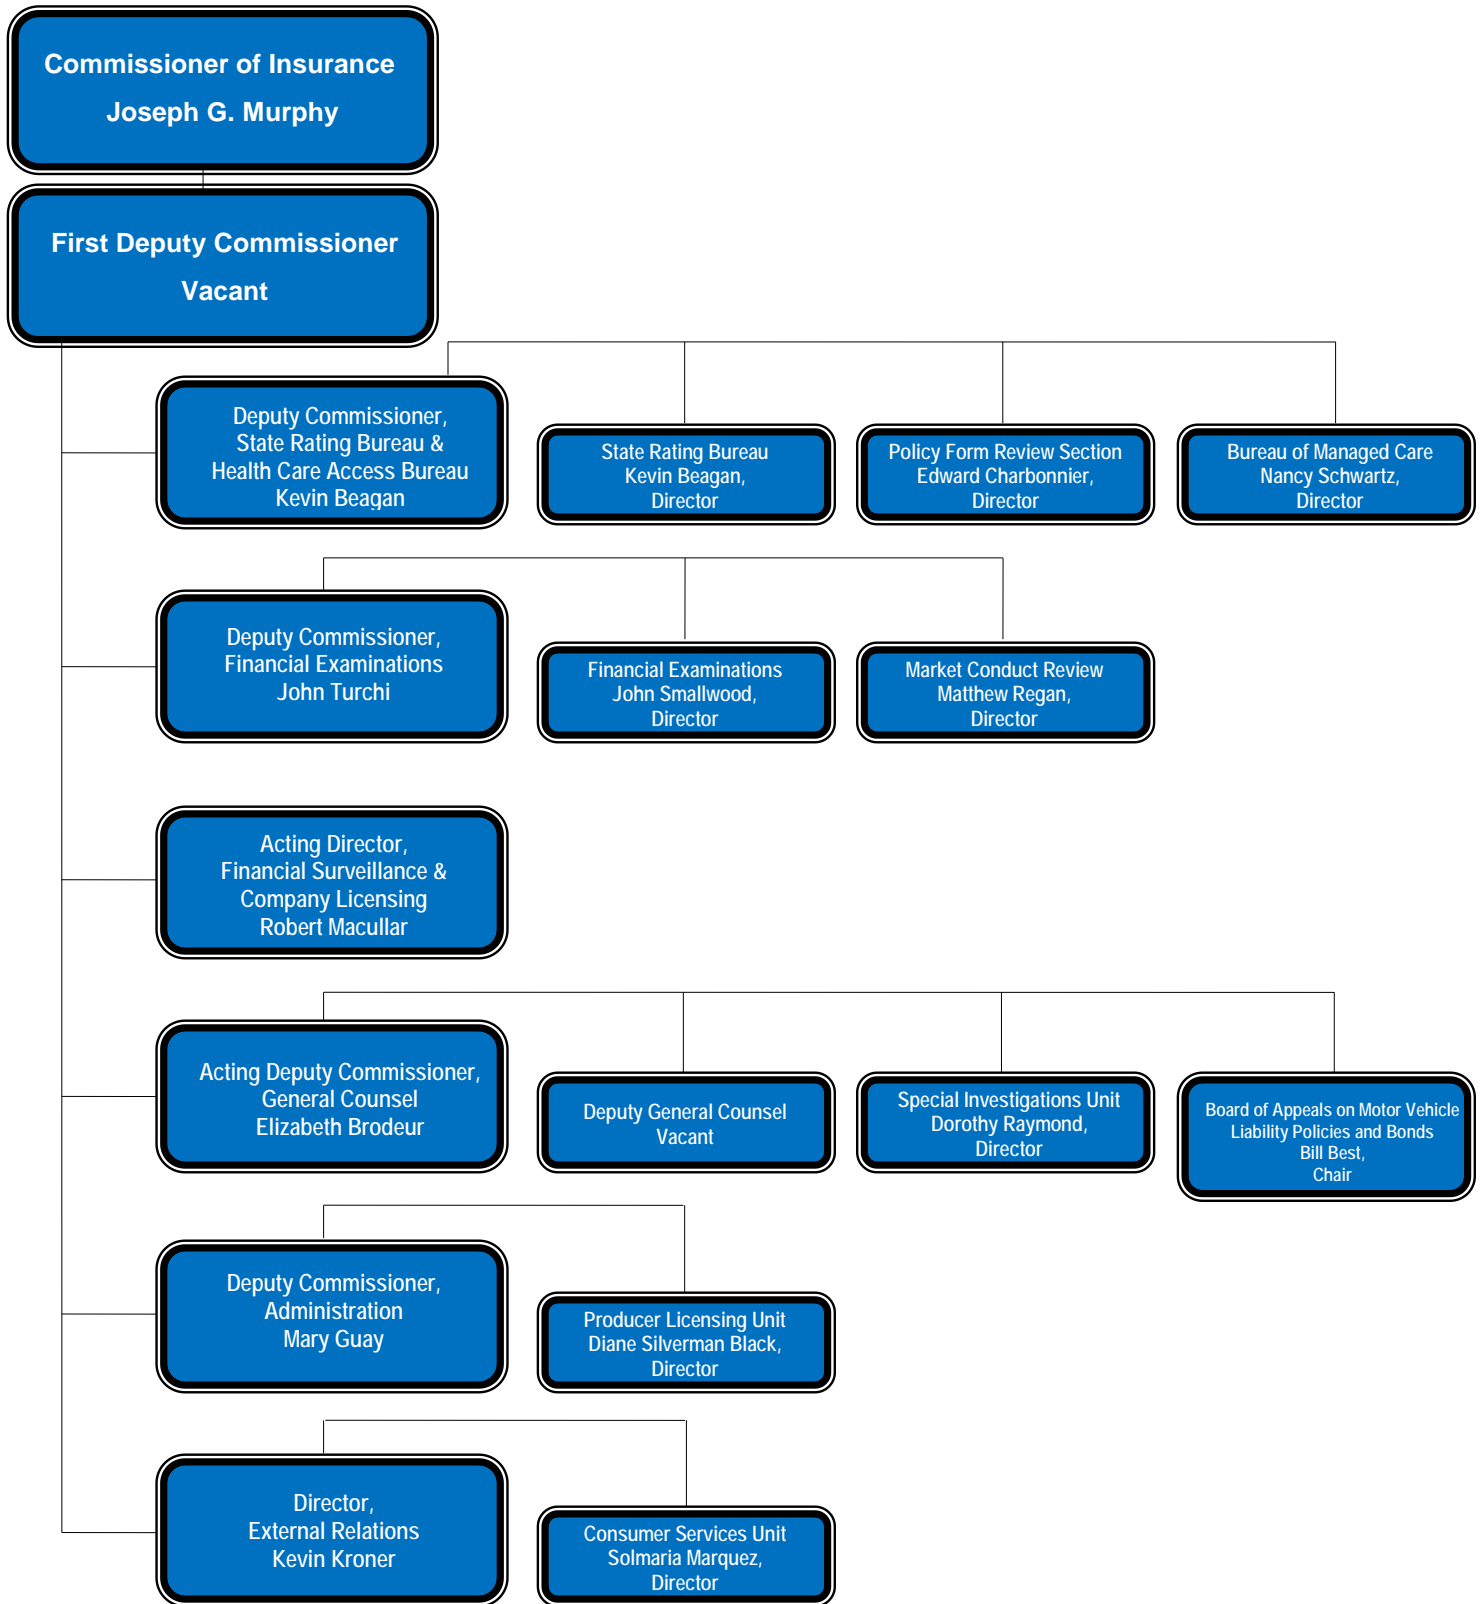 Commissioner of Insurance
Joseph G. Murphy
First Deputy Commissioner
Vacant
Deputy Commissioner,
State Rating Bureau &
Health Care Access Bureau
Kevin Beagan
State Rating Bureau
Kevin Beagan,
Director
Policy Form Review Section
Edward Charbonnier,
Director
Bureau of Managed Care
Nancy Schwartz,
Director
Deputy Commissioner,
Financial Examinations
John Turchi
Financial Examinations
John Smallwood,
Director
Market Conduct Review
Matthew Regan,
Director
Acting Director,
Financial Surveillance &
Company Licensing
Robert Macullar
Acting Deputy Commissioner,
General Counsel
Elizabeth Brodeur
Deputy General Counsel
Vacant
Special Investigations Unit
Dorothy Raymond,
Director
Board of Appeals on Motor Vehicle
Liability Policies and Bonds
Bill Best,
Chair
Deputy Commissioner,
Administration
Mary Guay
Producer Licensing Unit
Diane Silverman Black,
Director
Director,
External Relations
Kevin Kroner
Consumer Services Unit
Solmaria Marquez,
Director